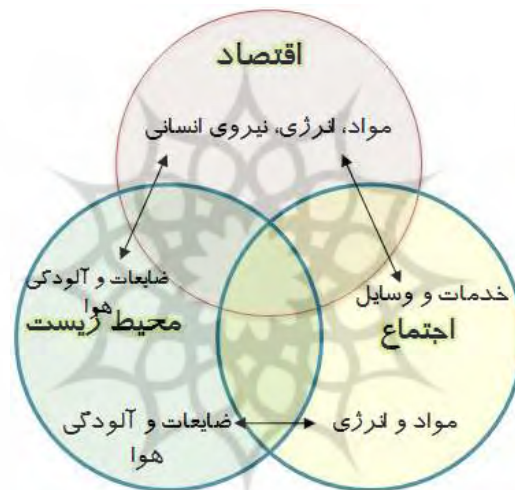 اقتصاد
مواد، انرژی، نیروی انسانی
ضایعات و آلودگی
هوا
محیط زیست
خدمات و وسایل
اجتماع
ضایعات و آلودگی
هوا
مواد و انرژی